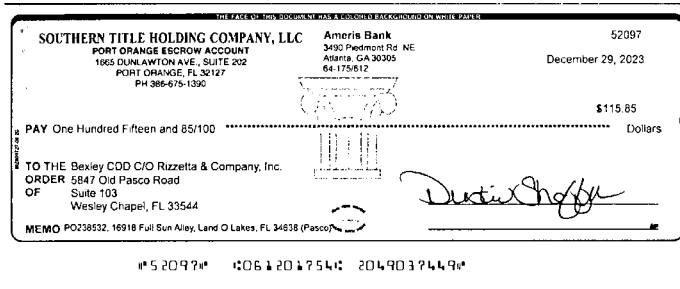 THE FACE OF THIS DOCUMENT HAS A COLORED BACKGROUND ON WHITE PAPER
SOUTHERN TITLE HOLDING COMPANY, LLC
PORT ORANGE ESCROW ACCOUNT
1665 DUNLAWTON AVE., SUITE 202
PORT ORANGE, FL 32127
PH 386-675-1390
Ameris Bank
3490 Piedmont Rd NE
Atlanta, GA 30305
64-175/612
52097
December 29, 2023
$115.85
PAY One Hundred Fifteen and 85/100 Dollars
TO THE ORDER OF
Bexley CDD C/O Rizzetta & Company, Inc.
5847 Old Pasco Road
Suite 103
Wesley Chapel, FL 33544
MEMO PO238532, 16918 Full Sun Alley, Land O Lakes, FL 34638 (Pasco)
⑈52097⑈ ⑆061201754⑆ 2049037449⑈